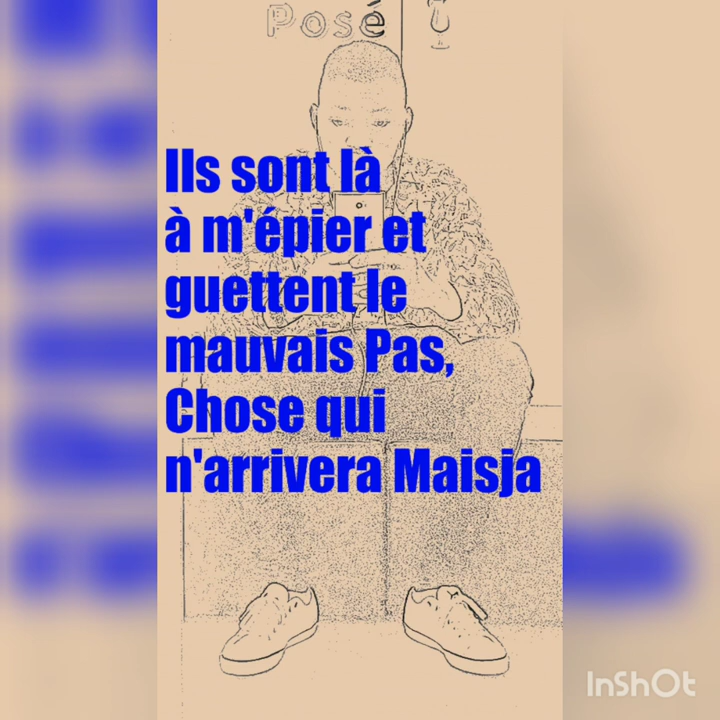 Posé
Ils sont là
à m'épier et
guettent le
mauvais Pas,
Chose qui
n'arrivera Maisja
InShOt